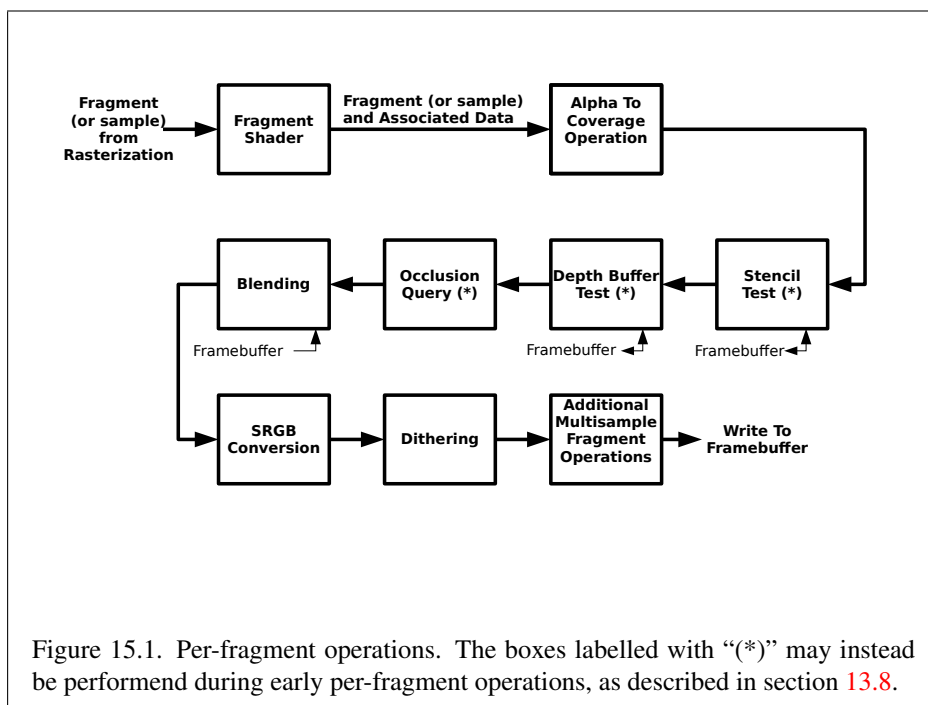 Fragment
(or sample)
from
Rasterization
Fragment
Shader
Fragment (or sample)
and Associated Data
Alpha To
Coverage
Operation
Blending
Occlusion
Query (*)
Depth Buffer
Test (*)
Stencil
Test (*)
Framebuffer
Framebuffer
Framebuffer
SRGB
Conversion
Dithering
Additional
Multisample
Fragment
Operations
Write To
Framebuffer
Figure 15.1. Per-fragment operations. The boxes labelled with “(*)” may instead
be performend during early per-fragment operations, as described in section 13.8.